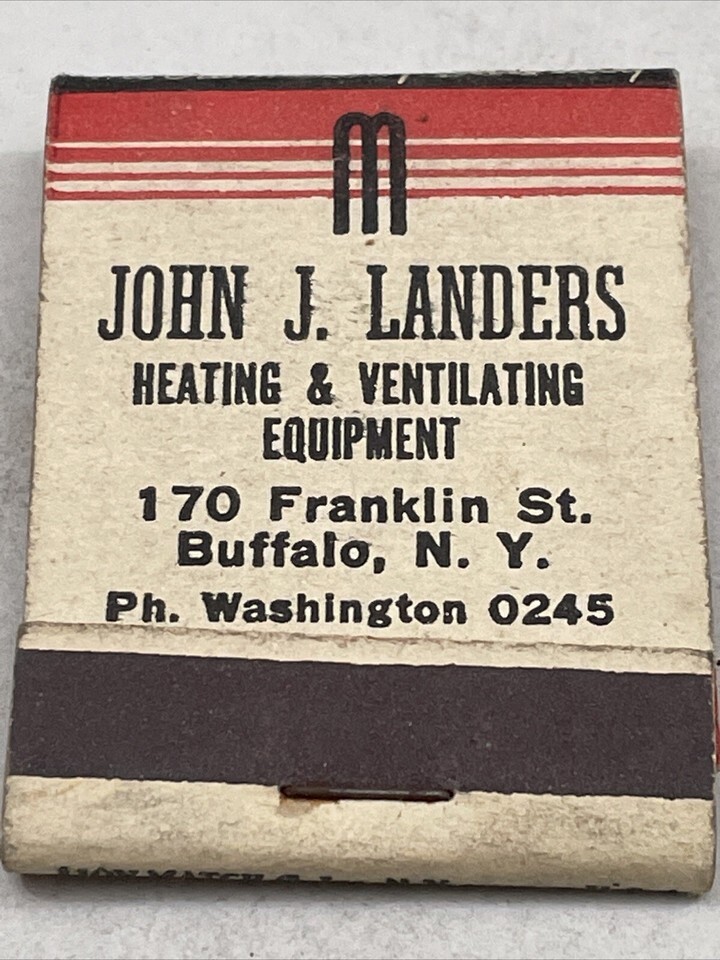 JOHN J. LANDERS
HEATING & VENTILATING
EQUIPMENT
170 Franklin St.
Buffalo, N. Y.
Ph. Washington 0245